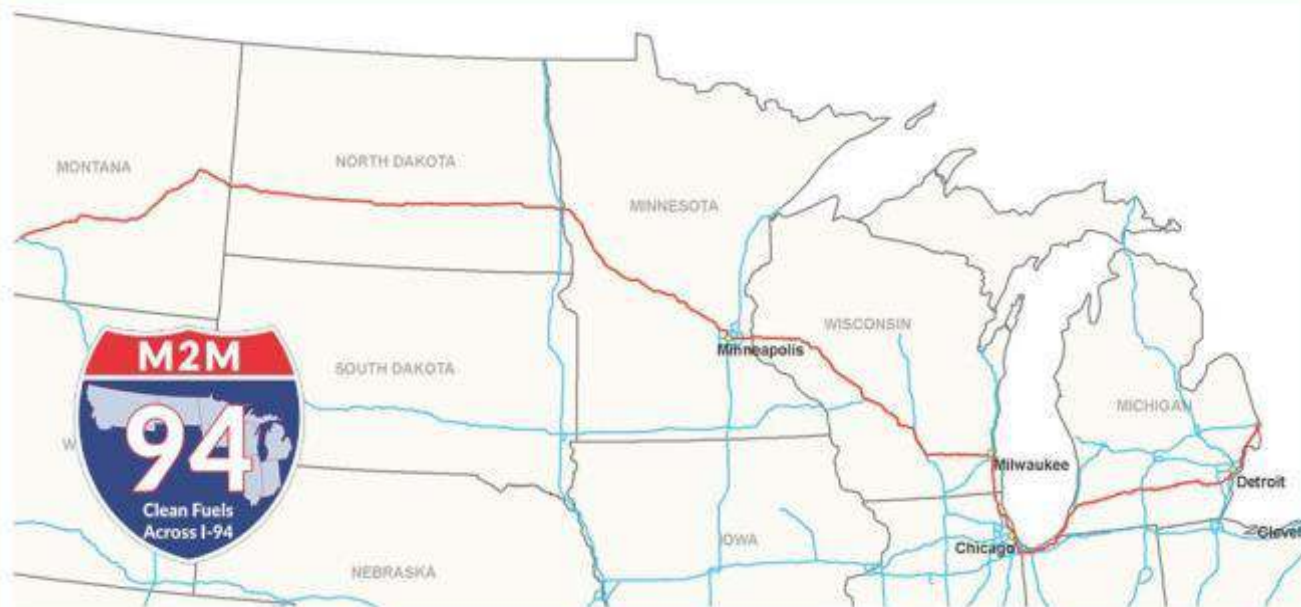 MONTANA
NORTH DAKOTA
MINNESOTA
Minneapolis
WISCONSIN
SOUTH DAKOTA
MICHIGAN
Milwaukee
Detroit
Chicago
IOWA
NEBRASKA
M2M
94
Clean Fuels
Across I-94
W
Clevel